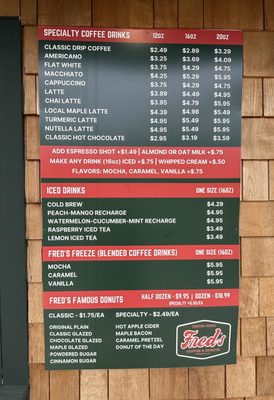 SPECIALTY COFFEE DRINKS 12oz 16oz 20oz
CLASSIC DRIP COFFEE $2.49 $2.89 $3.29
AMERICANO $3.25 $3.69 $4.09
FLAT WHITE $3.75 $4.29 $4.75
MACCHIATO $4.25 $5.29 $5.95
CAPPUCCINO $3.75 $4.29 $4.75
LATTE $3.89 $4.49 $4.95
CHAI LATTE $3.95 $4.79 $5.95
LOCAL MAPLE LATTE $4.39 $4.98 $5.49
TURMERIC LATTE $4.95 $5.49 $5.95
NUTELLA LATTE $4.95 $5.49 $5.95
CLASSIC HOT CHOCOLATE $2.95 $3.19 $3.59
ADD ESPRESSO SHOT +$1.49 | ALMOND OR OAT MILK +$.75
MAKE ANY DRINK (16oz) ICED +$.75 | WHIPPED CREAM +$.50
FLAVORS: MOCHA, CARAMEL, VANILLA +$.75
ICED DRINKS ONE SIZE (16OZ)
COLD BREW $4.29
PEACH-MANGO RECHARGE $4.95
WATERMELON-CUCUMBER-MINT RECHARGE $4.95
RASPBERRY ICED TEA $3.49
LEMON ICED TEA $3.49
FRED'S FREEZE (BLENDED COFFEE DRINKS) ONE SIZE (16OZ)
MOCHA $5.95
CARAMEL $5.95
VANILLA $5.95
FRED'S FAMOUS DONUTS HALF DOZEN - $9.95 | DOZEN - $18.99
SPECIALTY +$.50/EA
CLASSIC - $1.75/EA SPECIALTY - $2.49/EA
ORIGINAL PLAIN HOT APPLE CIDER
CLASSIC GLAZED MAPLE BACON
CHOCOLATE GLAZED CARAMEL PRETZEL
MAPLE GLAZED DONUT OF THE DAY
POWDERED SUGAR
CINNAMON SUGAR
Fred's
COFFEE & DONUTS